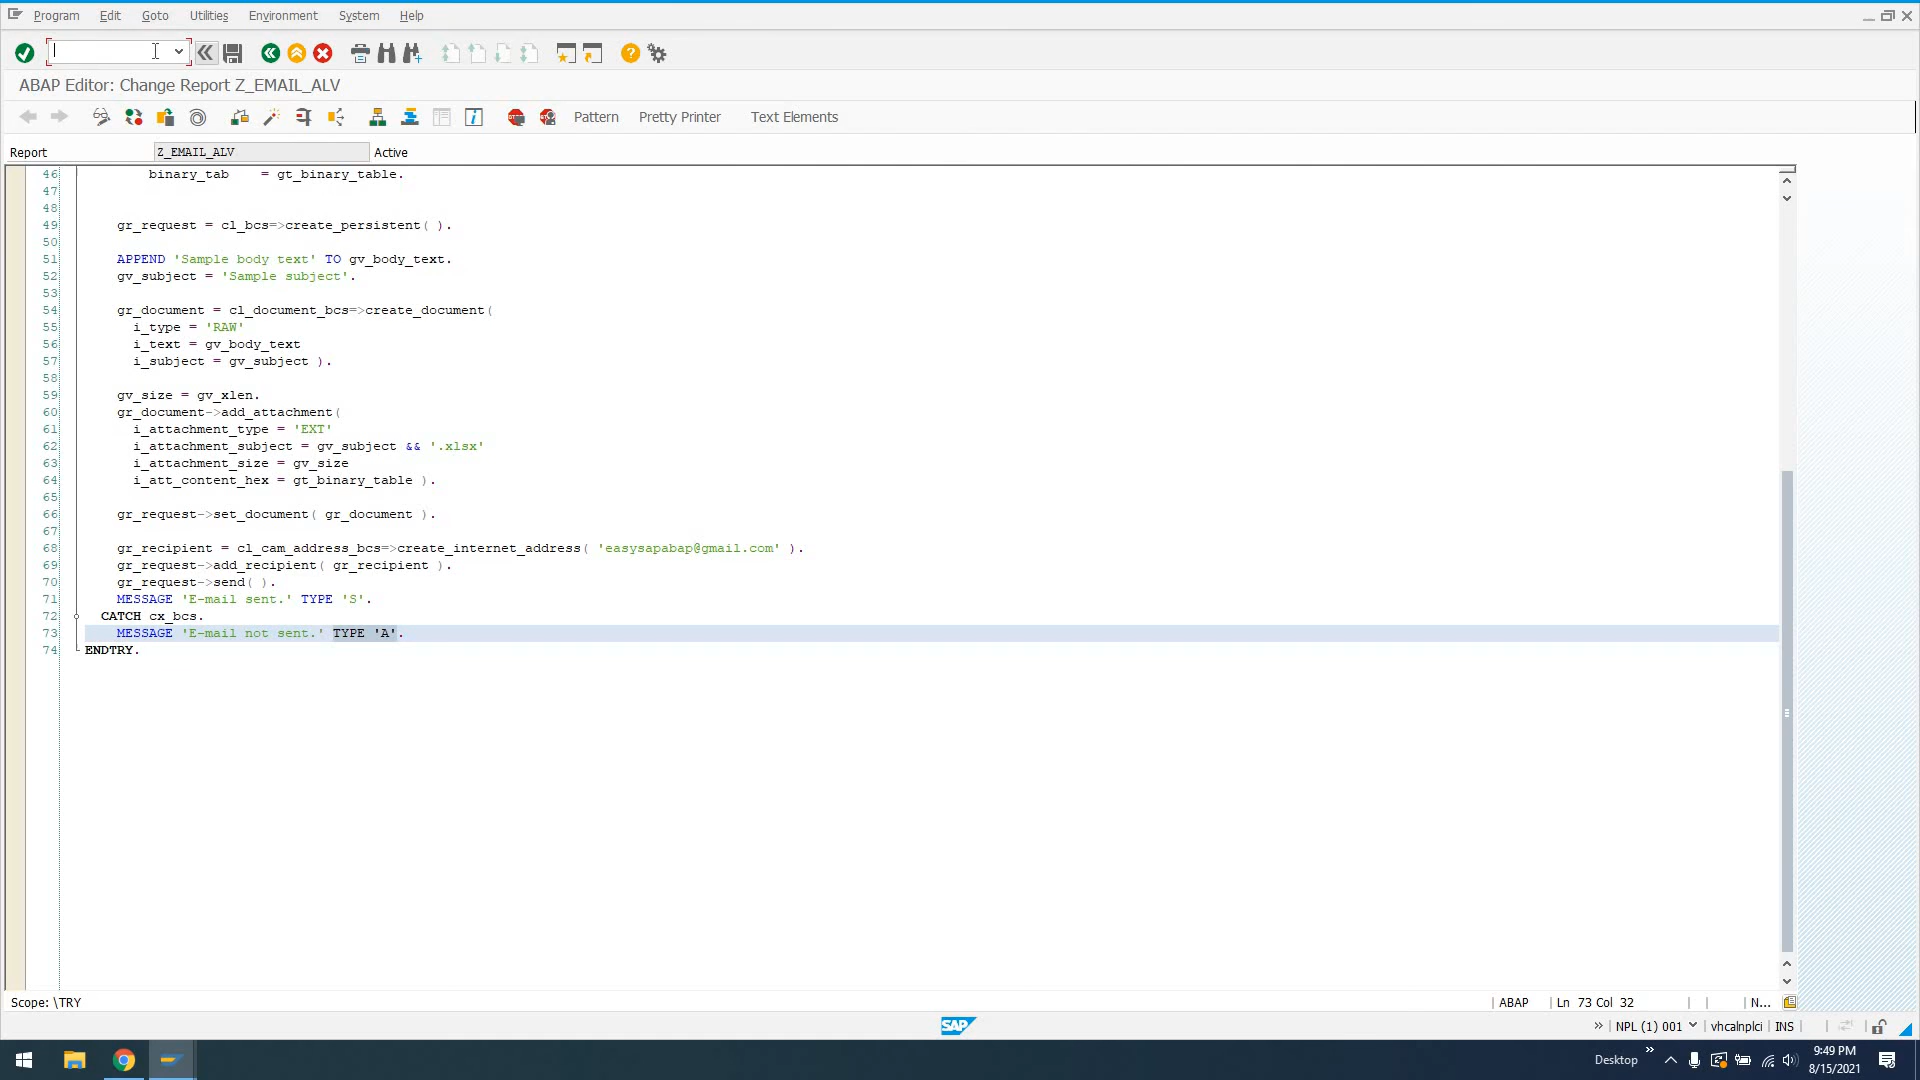 Program Edit Goto Utilities Environment System Help
ABAP Editor: Change Report Z_EMAIL_ALV
Pattern Pretty Printer Text Elements
Report Z_EMAIL_ALV Active
46 binary_tab = gt_binary_table.
47
48
49 gr_request = cl_bcs=>create_persistent( ).
50
51 APPEND 'Sample body text' TO gv_body_text.
52 gv_subject = 'Sample subject'.
53
54 gr_document = cl_document_bcs=>create_document(
55 i_type = 'RAW'
56 i_text = gv_body_text
57 i_subject = gv_subject ).
58
59 gv_size = gv_xlen.
60 gr_document->add_attachment(
61 i_attachment_type = 'EXT'
62 i_attachment_subject = gv_subject && '.xlsx'
63 i_attachment_size = gv_size
64 i_att_content_hex = gt_binary_table ).
65
66 gr_request->set_document( gr_document ).
67
68 gr_recipient = cl_cam_address_bcs=>create_internet_address( 'easysapabap@gmail.com' ).
69 gr_request->add_recipient( gr_recipient ).
70 gr_request->send( ).
71 MESSAGE 'E-mail sent.' TYPE 'S'.
72 CATCH cx_bcs.
73 MESSAGE 'E-mail not sent.' TYPE 'A'.
74 ENDTRY.
Scope: \TRY ABAP Ln 73 Col 32 N...
SAP » NPL (1) 001 vhcalnplci INS
Desktop » 9:49 PM
8/15/2021